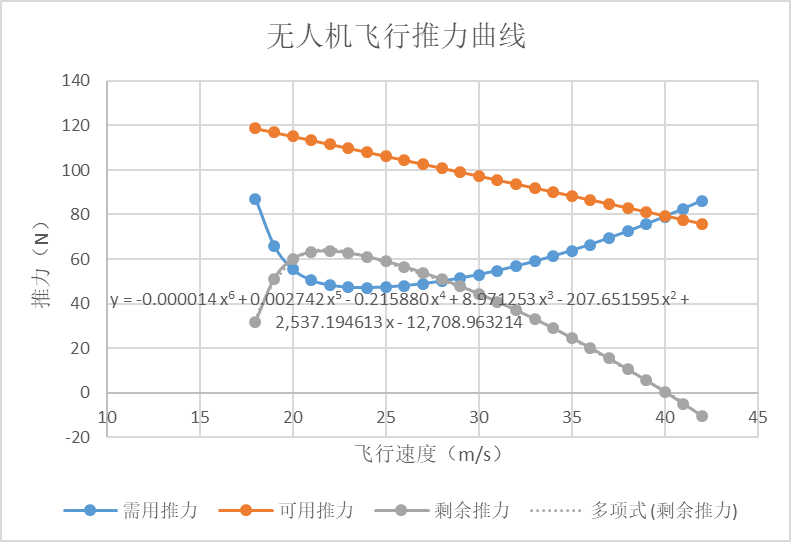 无人机飞行推力曲线
推力（N）
140
120
100
80
60
40
20
0
-20
y = -0.000014 x6 + 0.002742 x5 - 0.215880 x4 + 8.971253 x3 - 207.651595 x2 +
2,537.194613 x - 12,708.963214
10 15 20 25 30 35 40 45
飞行速度（m/s）
需用推力 可用推力 剩余推力 多项式 (剩余推力)